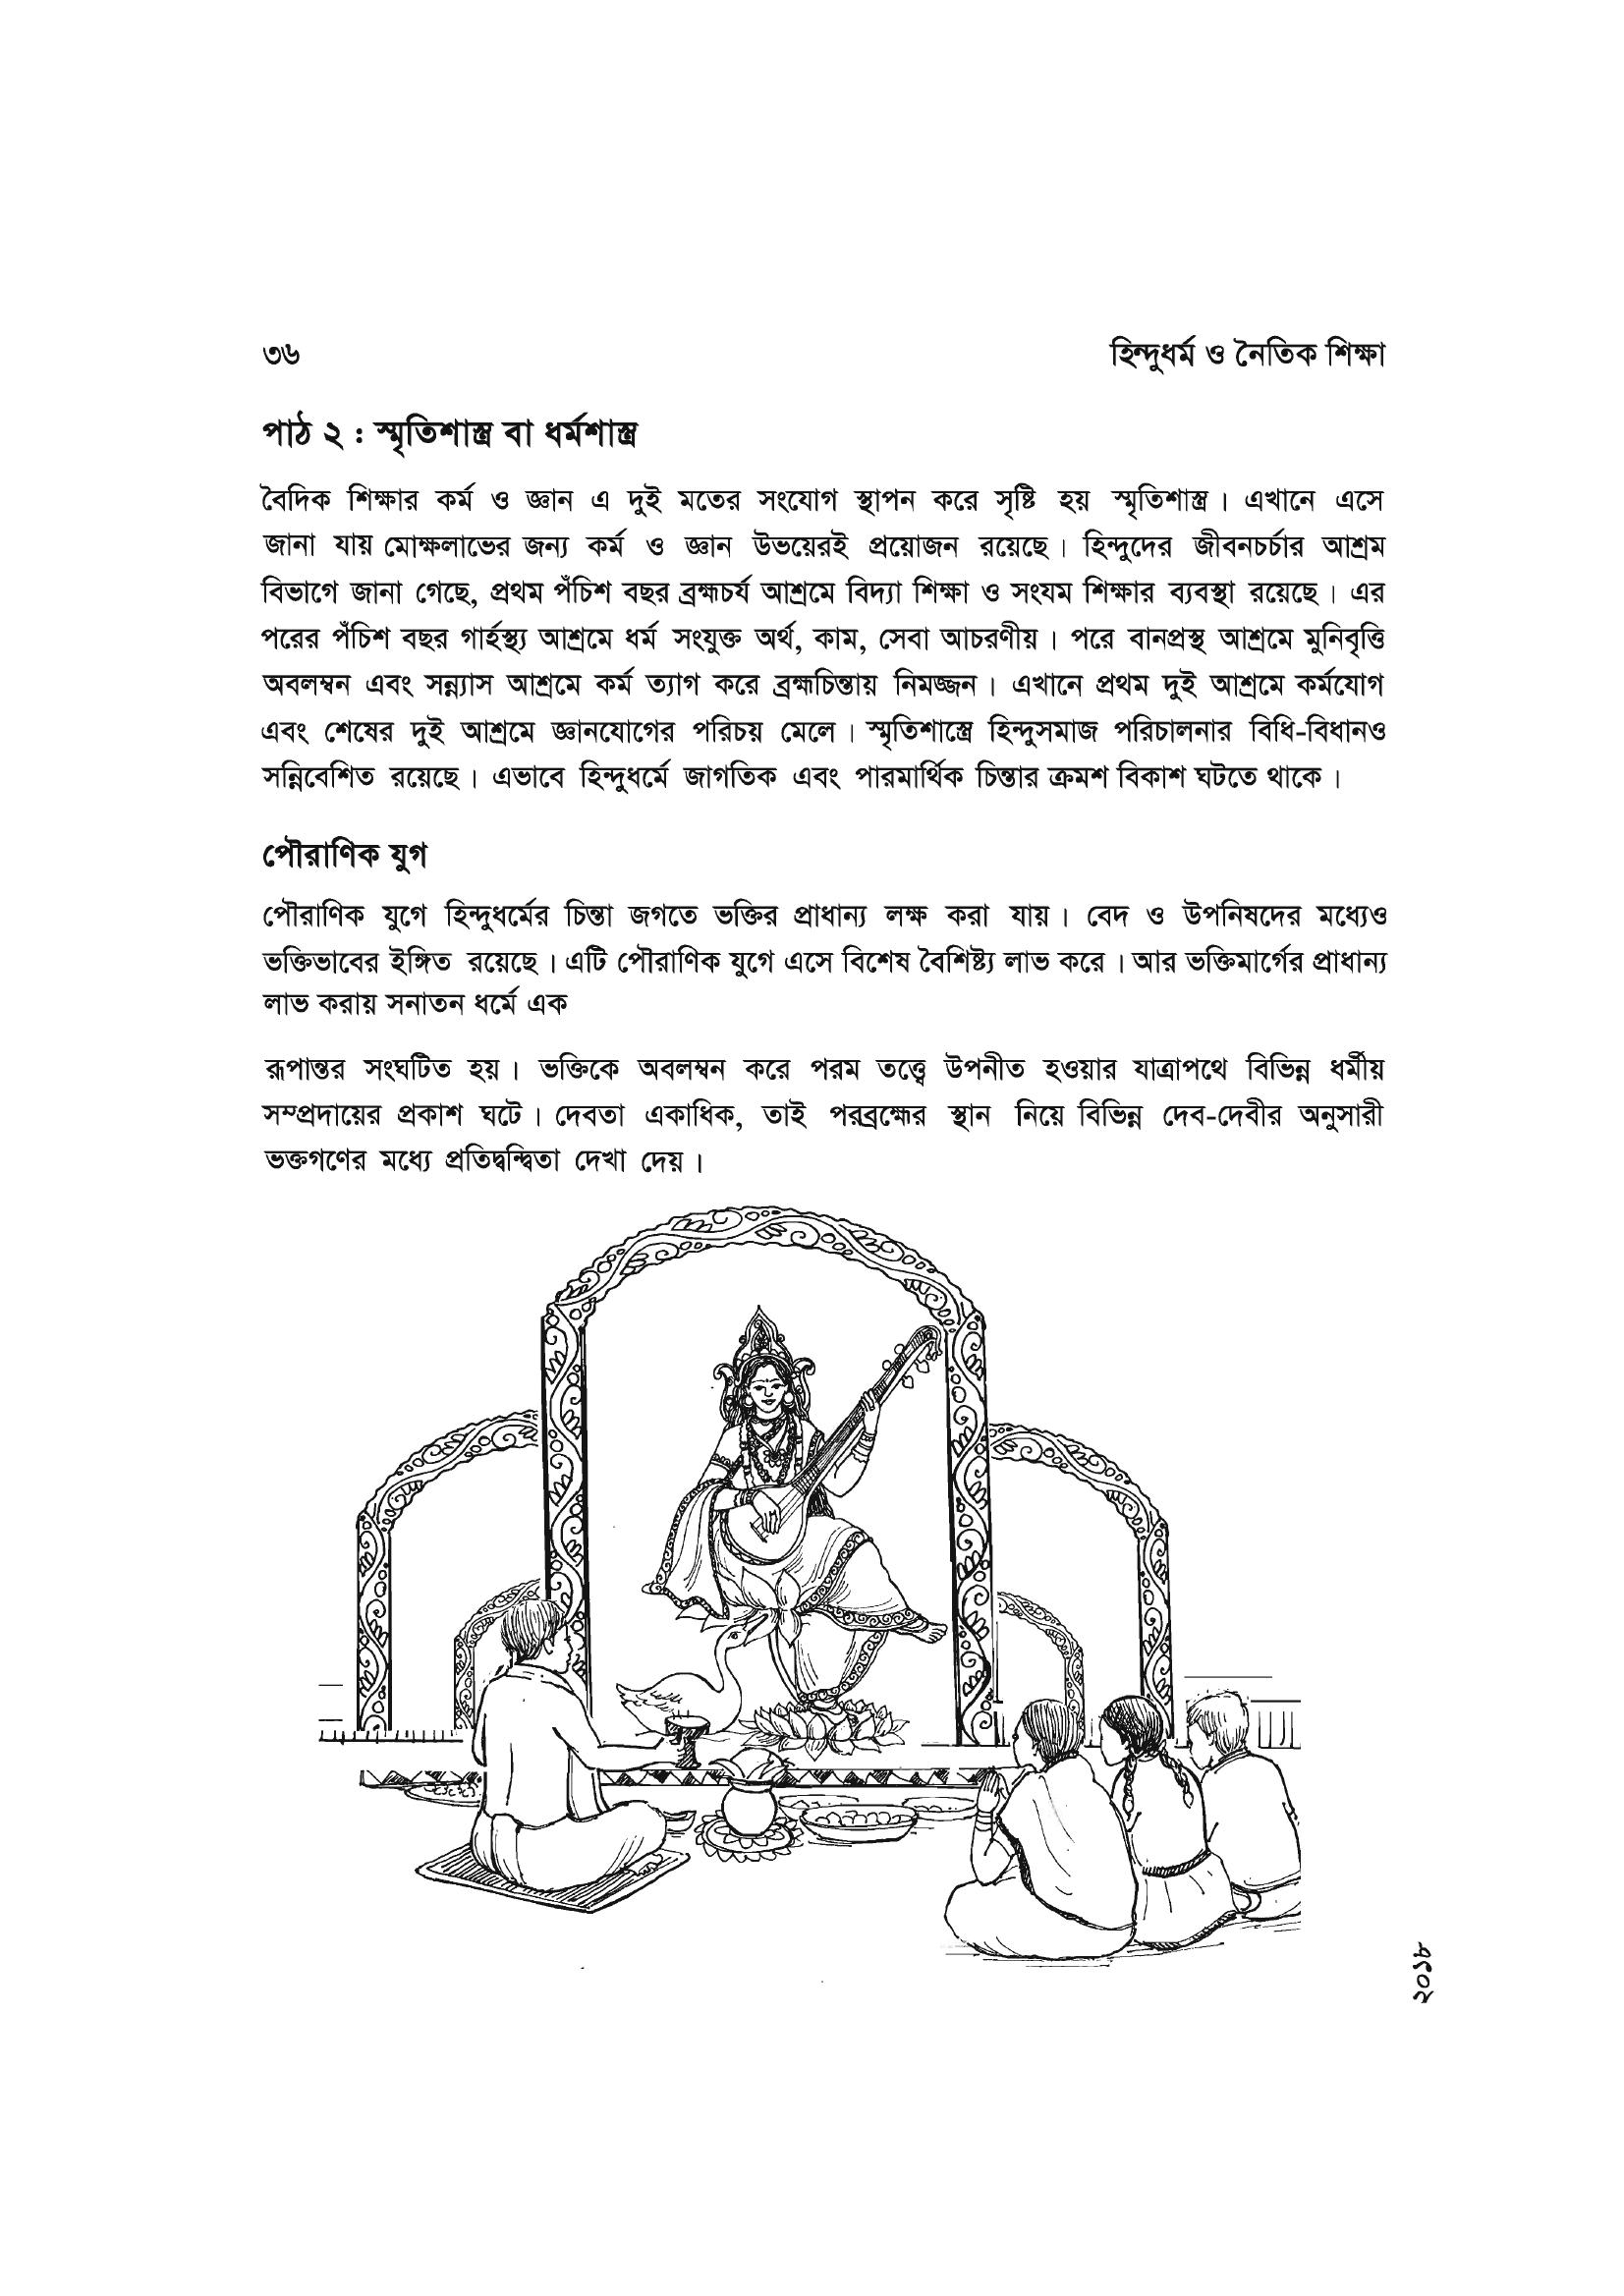 ৩৬
হিন্দুধর্ম ও নৈতিক শিক্ষা
পাঠ ২ : স্মৃতিশাস্ত্র বা ধর্মশাস্ত্র
বৈদিক শিক্ষার কর্ম ও জ্ঞান এ দুই মতের সংযোগ স্থাপন করে সৃষ্টি হয় স্মৃতিশাস্ত্র। এখানে এসে
জানা যায় মোক্ষলাভের জন্য কর্ম ও জ্ঞান উভয়েরই প্রয়োজন রয়েছে। হিন্দুদের জীবনচর্চার আশ্রম
বিভাগে জানা গেছে, প্রথম পঁচিশ বছর ব্রহ্মচর্য আশ্রমে বিদ্যা শিক্ষা ও সংযম শিক্ষার ব্যবস্থা রয়েছে। এর
পরের পঁচিশ বছর গার্হস্থ্য আশ্রমে ধর্ম সংযুক্ত অর্থ, কাম, সেবা আচরণীয়। পরে বানপ্রস্থ আশ্রমে মুনিবৃত্তি
অবলম্বন এবং সন্ন্যাস আশ্রমে কর্ম ত্যাগ করে ব্রহ্মচিন্তায় নিমজ্জন। এখানে প্রথম দুই আশ্রমে কর্মযোগ
এবং শেষের দুই আশ্রমে জ্ঞানযোগের পরিচয় মেলে। স্মৃতিশাস্ত্রে হিন্দুসমাজ পরিচালনার বিধি-বিধানও
সন্নিবেশিত রয়েছে। এভাবে হিন্দুধর্মে জাগতিক এবং পারমার্থিক চিন্তার ক্রমশ বিকাশ ঘটতে থাকে।
পৌরাণিক যুগ
পৌরাণিক যুগে হিন্দুধর্মের চিন্তা জগতে ভক্তির প্রাধান্য লক্ষ করা যায়। বেদ ও উপনিষদের মধ্যেও
ভক্তিভাবের ইঙ্গিত রয়েছে। এটি পৌরাণিক যুগে এসে বিশেষ বৈশিষ্ট্য লাভ করে। আর ভক্তিমার্গের প্রাধান্য
লাভ করায় সনাতন ধর্মে এক
রূপান্তর সংঘটিত হয়। ভক্তিকে অবলম্বন করে পরম তত্ত্বে উপনীত হওয়ার যাত্রাপথে বিভিন্ন ধর্মীয়
সম্প্রদায়ের প্রকাশ ঘটে। দেবতা একাধিক, তাই পরব্রহ্মের স্থান নিয়ে বিভিন্ন দেব-দেবীর অনুসারী
ভক্তগণের মধ্যে প্রতিদ্বন্দ্বিতা দেখা দেয়।
২০১৮